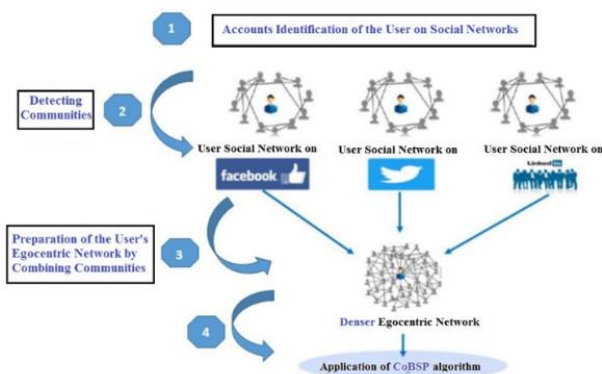 1
Accounts Identification of the User on Social Networks
Detecting
Communities
2
User Social Network on
User Social Network on
User Social Network on
facebook
Linked in
Preparation of the User's
Egocentric Network by
Combining Communities
3
4
Denser Egocentric Network
Application of CoBSP algorithm